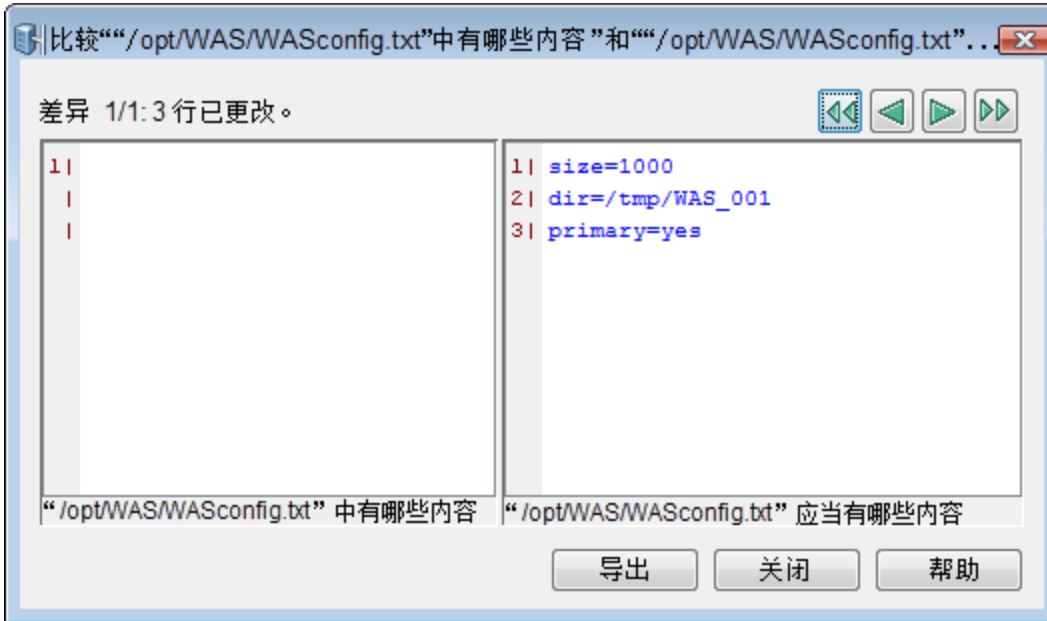 比较““/opt/WAS/WASconfig.txt”中有哪些内容”和““/opt/WAS/WASconfig.txt”...
差异 1/1: 3 行已更改。
1|
|
|
1| size=1000
2| dir=/tmp/WAS_001
3| primary=yes
“/opt/WAS/WASconfig.txt” 中有哪些内容
“/opt/WAS/WASconfig.txt” 应当有哪些内容
导出 关闭 帮助